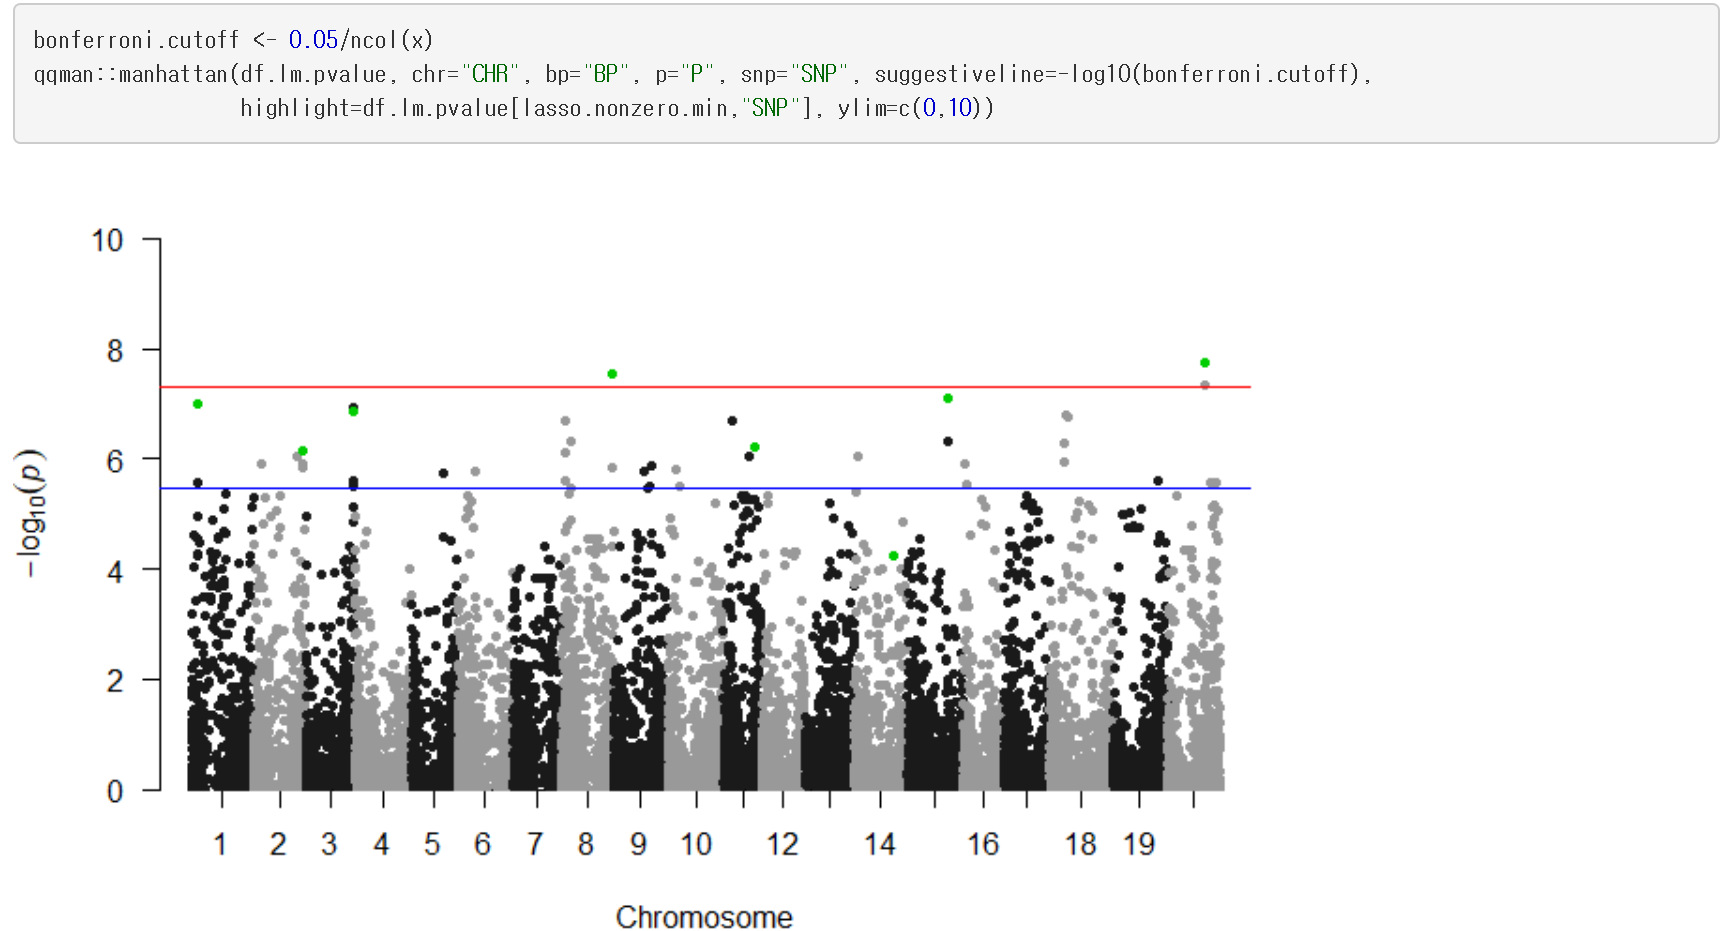 bonferroni.cutoff <- 0.05/ncol(x)
qqman::manhattan(df.lm.pvalue, chr="CHR", bp="BP", p="P", snp="SNP", suggestiveline=-log10(bonferroni.cutoff),
highlight=df.lm.pvalue[lasso.nonzero.min,"SNP"], ylim=c(0,10))
10
8
6
4
2
0
−log10(p)
1 2 3 4 5 6 7 8 9 10 12 14 16 18 19
Chromosome